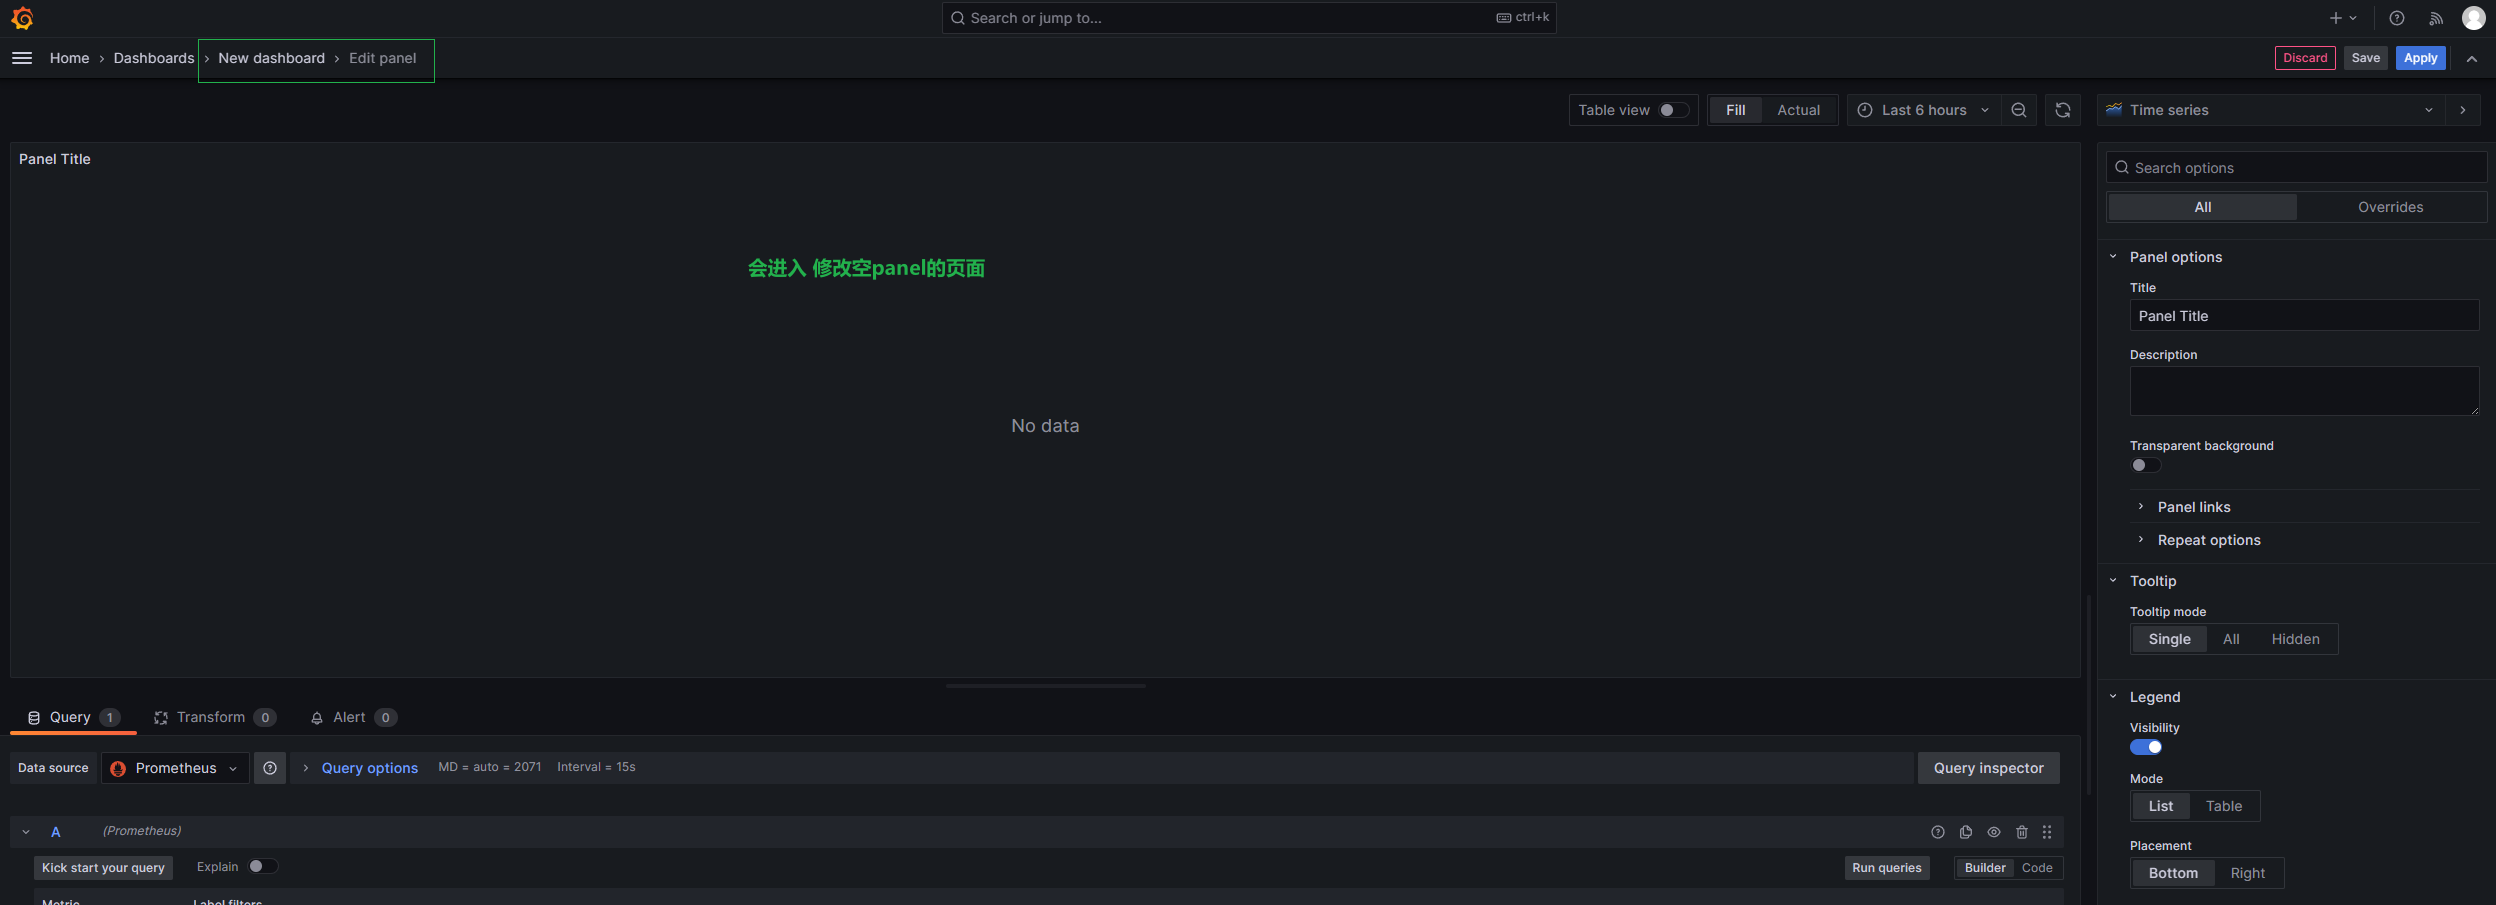 Search or jump to...
ctrl+k
Home › Dashboards › New dashboard › Edit panel
Discard
Save
Apply
Table view
Fill
Actual
Last 6 hours
Time series
Panel Title
Search options
All
Overrides
会进入 修改空panel的页面
No data
Panel options
Title
Panel Title
Description
Transparent background
Panel links
Repeat options
Tooltip
Tooltip mode
Single
All
Hidden
Legend
Visibility
Mode
List
Table
Placement
Bottom
Right
Query 1
Transform 0
Alert 0
Data source
Prometheus
Query options
MD = auto = 2071
Interval = 15s
Query inspector
A
(Prometheus)
Kick start your query
Explain
Run queries
Builder
Code
Metric
Label filters